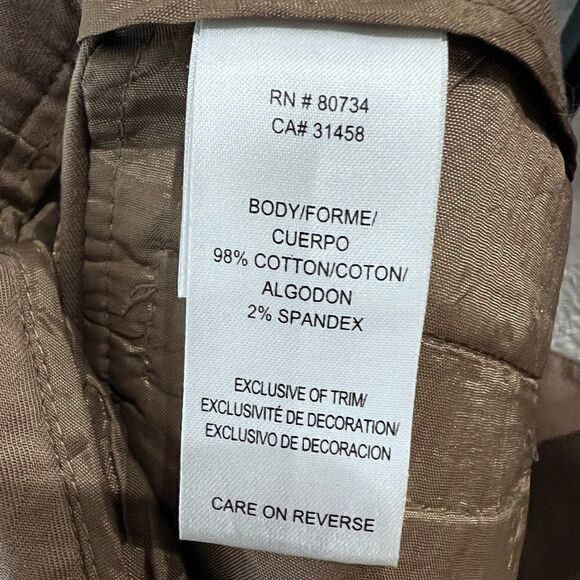 RN # 80734
CA# 31458
BODY/FORME/
CUERPO
98% COTTON/COTON/
ALGODON
2% SPANDEX
EXCLUSIVE OF TRIM/
EXCLUSIVITÉ DE DECORATION/
EXCLUSIVO DE DECORACION
CARE ON REVERSE